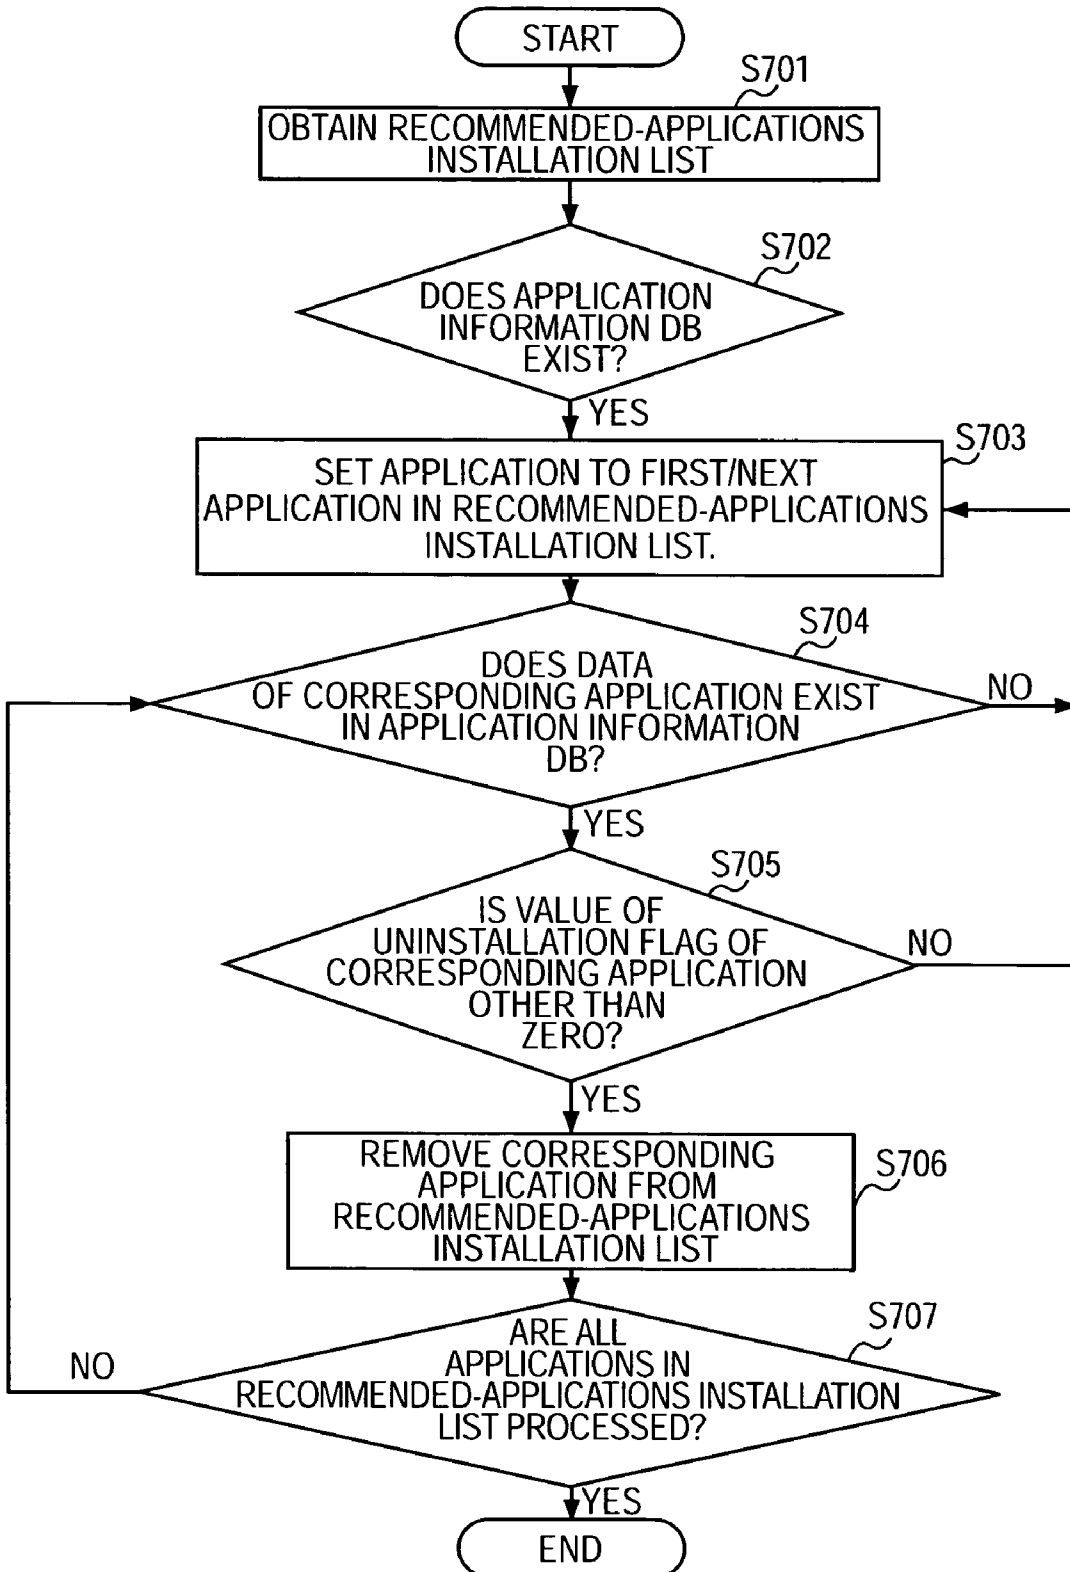 START
S701
OBTAIN RECOMMENDED-APPLICATIONS
INSTALLATION LIST
S702
DOES APPLICATION
INFORMATION DB
EXIST?
YES
S703
SET APPLICATION TO FIRST/NEXT
APPLICATION IN RECOMMENDED-APPLICATIONS
INSTALLATION LIST.
S704
DOES DATA
OF CORRESPONDING APPLICATION EXIST
IN APPLICATION INFORMATION
DB?
NO
YES
S705
IS VALUE OF
UNINSTALLATION FLAG OF
CORRESPONDING APPLICATION
OTHER THAN
ZERO?
NO
YES
S706
REMOVE CORRESPONDING
APPLICATION FROM
RECOMMENDED-APPLICATIONS
INSTALLATION LIST
S707
ARE ALL
APPLICATIONS IN
RECOMMENDED-APPLICATIONS INSTALLATION
LIST PROCESSED?
NO
YES
END